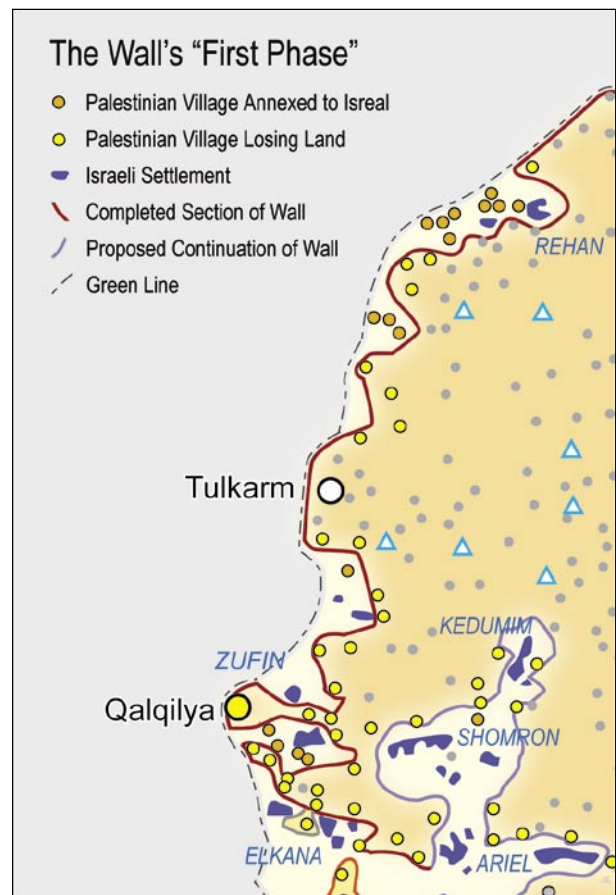 The Wall's "First Phase"
Palestinian Village Annexed to Isreal
Palestinian Village Losing Land
Israeli Settlement
Completed Section of Wall
Proposed Continuation of Wall
Green Line
REHAN
Tulkarm
KEDUMIM
ZUFIN
Qalqilya
SHOMRON
ELKANA
ARIEL